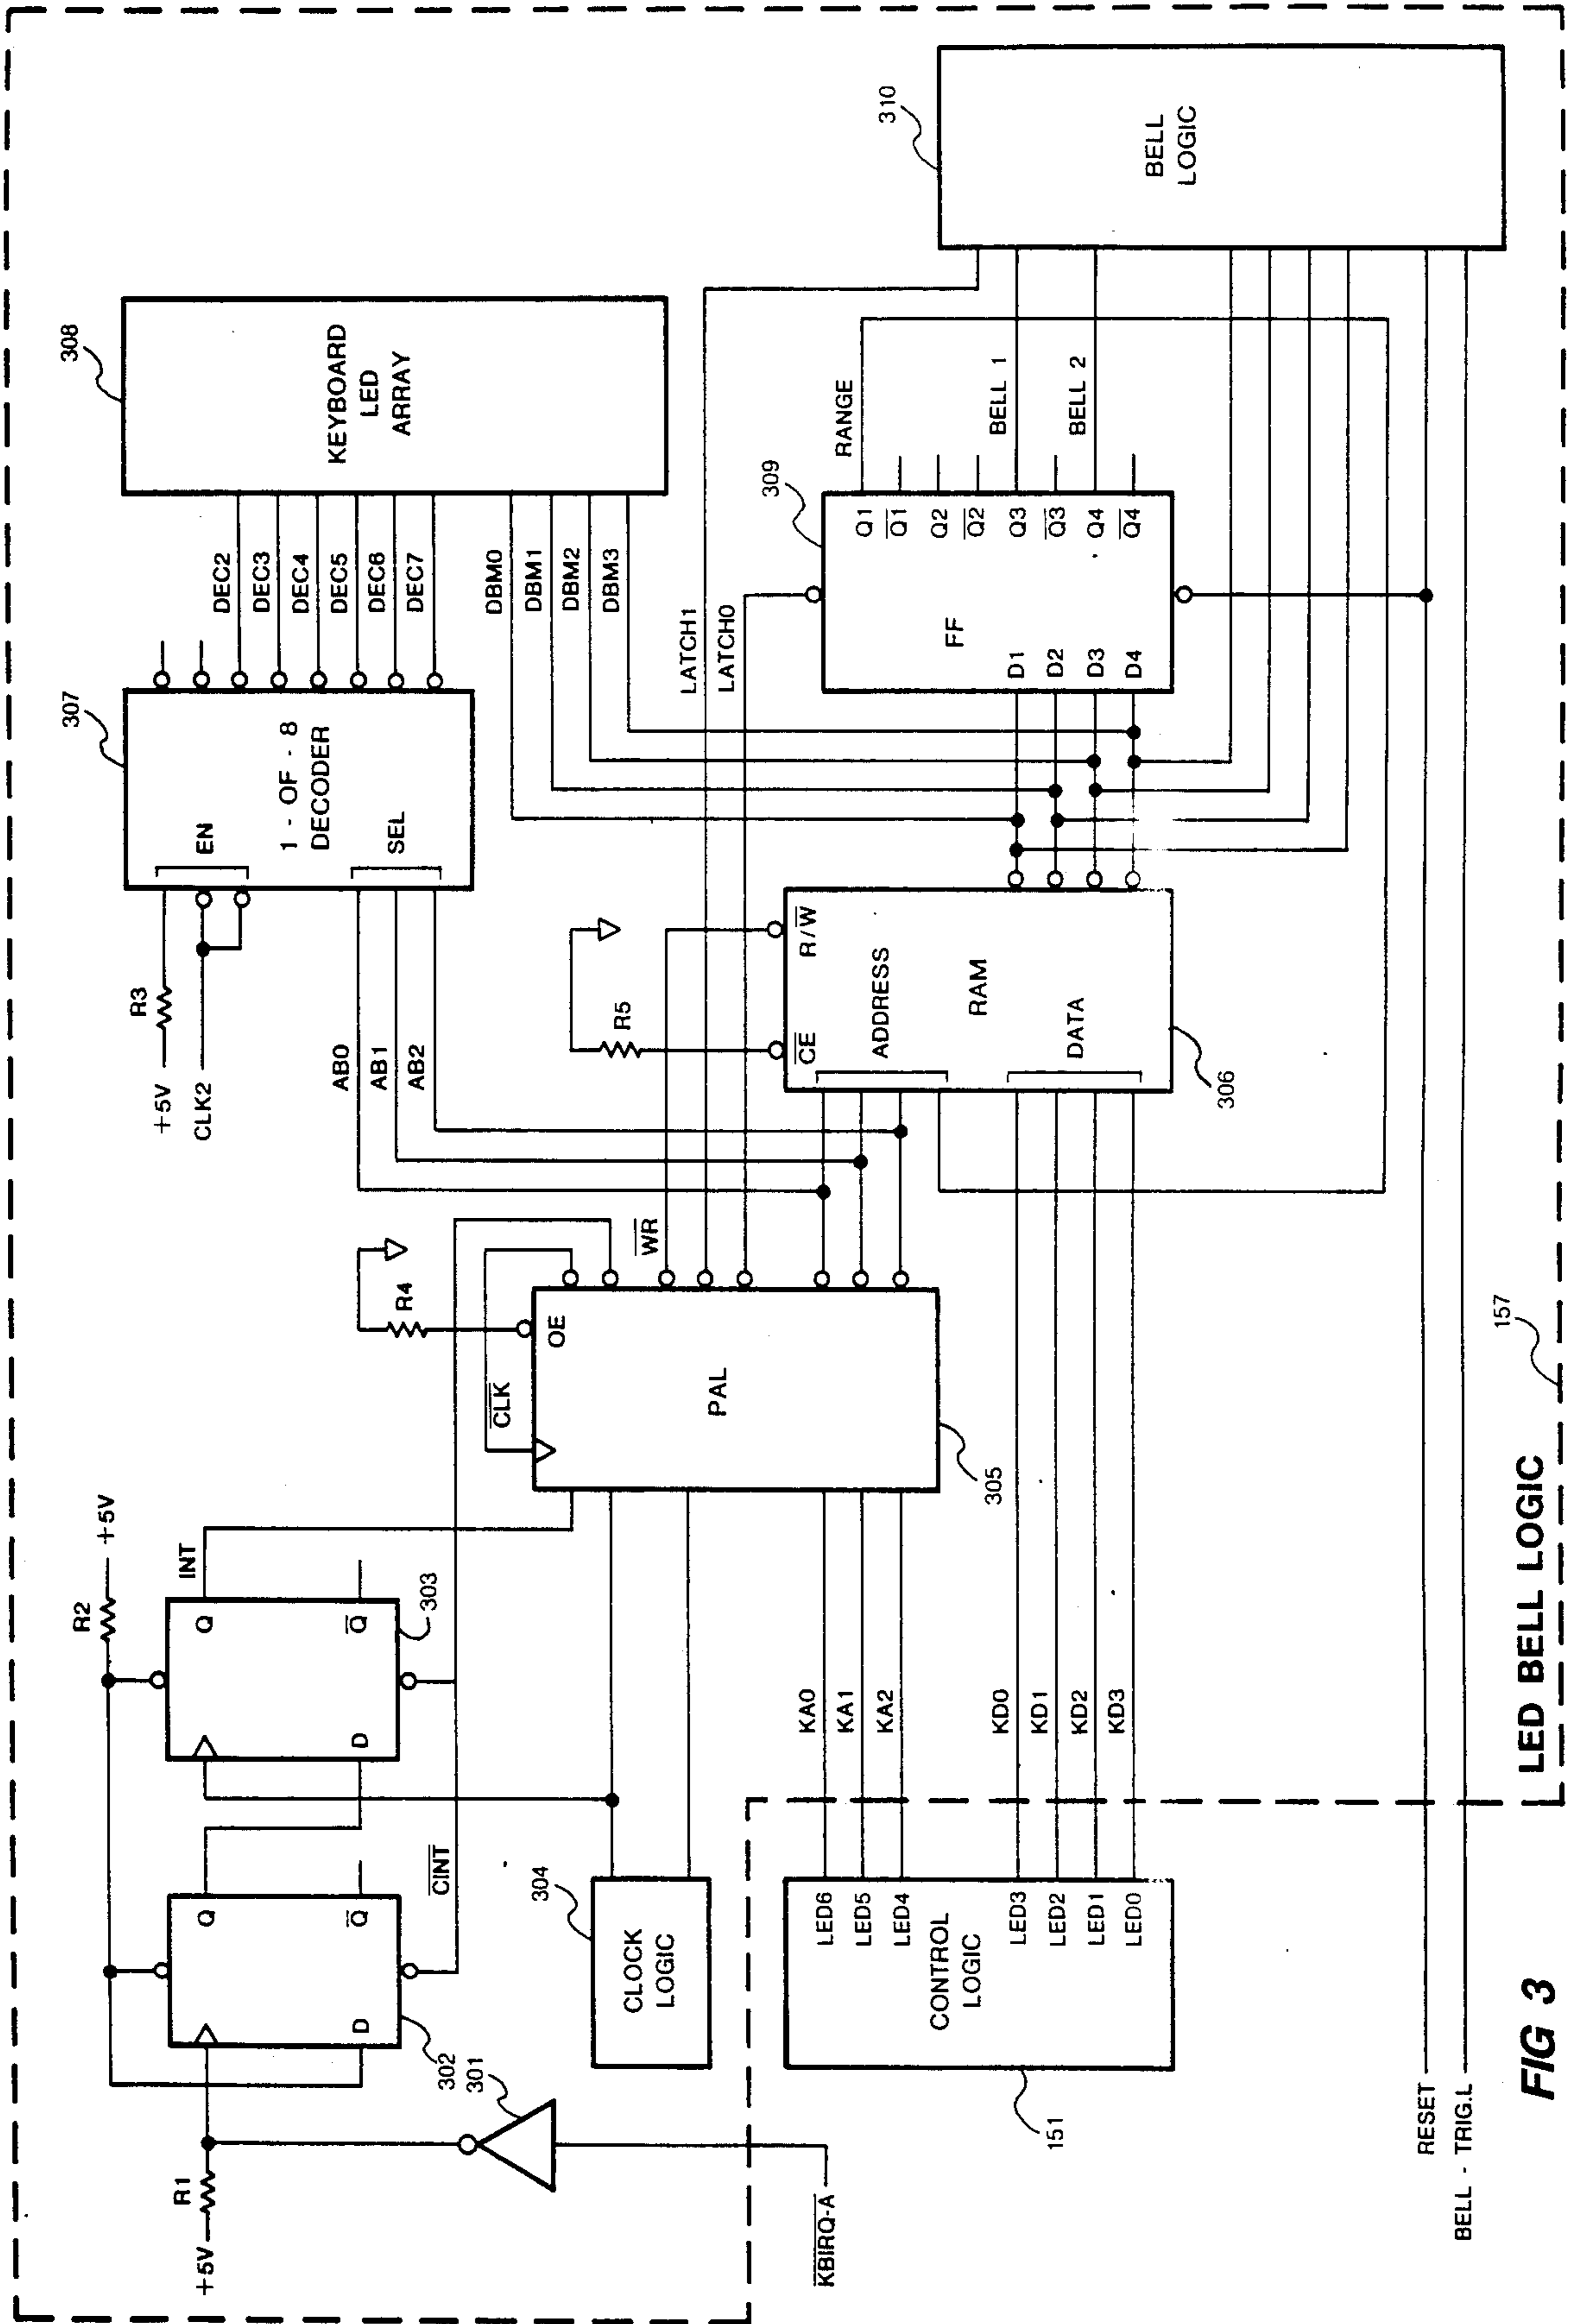 +5V
R1
KBIRQ-A
301
302
D
Q
Q
CINT
R2
+5V
303
D
Q
Q
INT
304
CLOCK
LOGIC
151
CONTROL
LOGIC
LED6
LED5
LED4
LED3
LED2
LED1
LED0
KA0
KA1
KA2
KD0
KD1
KD2
KD3
CLK
R4
OE
PAL
305
WR
+5V
R3
CLK2
AB0
AB1
AB2
307
EN
1 - OF - 8
DECODER
SEL
DEC2
DEC3
DEC4
DEC5
DEC6
DEC7
DBM0
DBM1
DBM2
DBM3
308
KEYBOARD
LED
ARRAY
R5
CE
R/W
ADDRESS
RAM
DATA
306
LATCH1
LATCH0
309
FF
D1
D2
D3
D4
Q1
Q1
Q2
Q2
Q3
Q3
Q4
Q4
RANGE
BELL 1
BELL 2
310
BELL
LOGIC
RESET
BELL - TRIG.L
157
LED BELL LOGIC
FIG 3